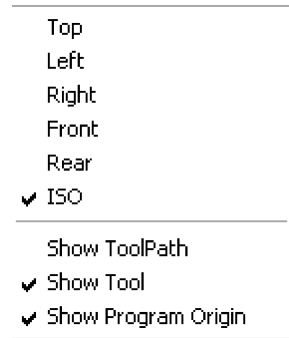 Top
Left
Right
Front
Rear
ISO
Show ToolPath
Show Tool
Show Program Origin